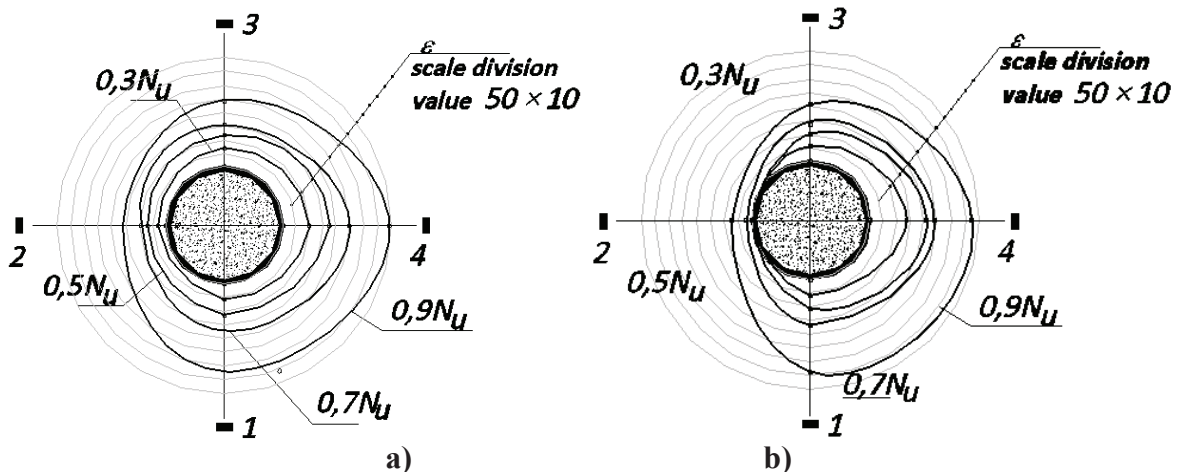 3
ε
scale division
value 50 × 10
0,3Nu
2
4
0,5Nu
0,9Nu
0,7Nu
1
a)
3
ε
scale division
value 50 × 10
0,3Nu
2
4
0,5Nu
0,9Nu
0,7Nu
1
b)